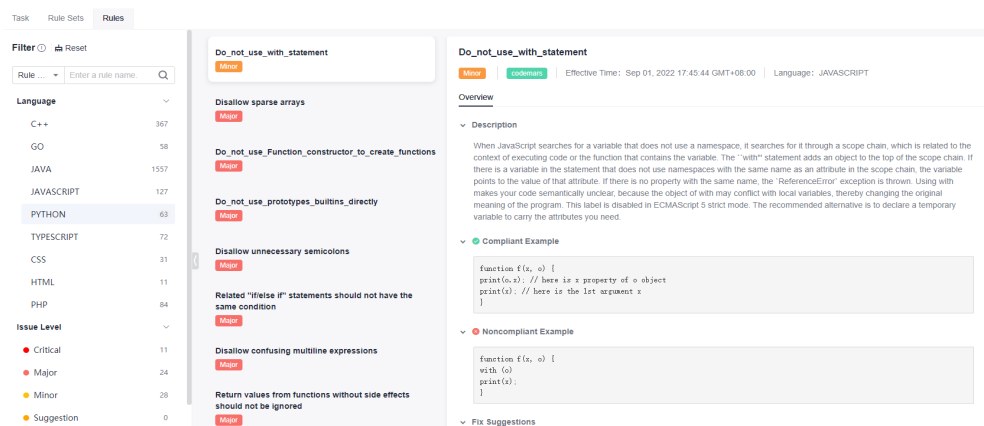 Task Rule Sets Rules
Filter Reset
Rule ... Enter a rule name.
Language
C++ 367
GO 58
JAVA 1557
JAVASCRIPT 127
PYTHON 63
TYPESCRIPT 72
CSS 31
HTML 11
PHP 84
Issue Level
Critical 11
Major 24
Minor 28
Suggestion 0
Do_not_use_with_statement
Minor
Disallow sparse arrays
Major
Do_not_use_Function_constructor_to_create_functions
Major
Do_not_use_prototypes_builtins_directly
Major
Disallow unnecessary semicolons
Major
Related "if/else if" statements should not have the
same condition
Major
Disallow confusing multiline expressions
Major
Return values from functions without side effects
should not be ignored
Major
Do_not_use_with_statement
Minor codemars Effective Time: Sep 01, 2022 17:45:44 GMT+08:00 Language: JAVASCRIPT
Overview
Description
When JavaScript searches for a variable that does not use a namespace, it searches for it through a scope chain, which is related to the
context of executing code or the function that contains the variable. The ``with"' statement adds an object to the top of the scope chain. If
there is a variable in the statement that does not use namespaces with the same name as an attribute in the scope chain, the variable
points to the value of that attribute. If there is no property with the same name, the `ReferenceError` exception is thrown. Using with
makes your code semantically unclear, because the object of with may conflict with local variables, thereby changing the original
meaning of the program. This label is disabled in ECMAScript 5 strict mode. The recommended alternative is to declare a temporary
variable to carry the attributes you need.
Compliant Example
function f(x, o) {
print(o.x); // here is x property of o object
print(x); // here is the 1st argument x
}
Noncompliant Example
function f(x, o) {
with (o)
print(x);
}
Fix Suggestions